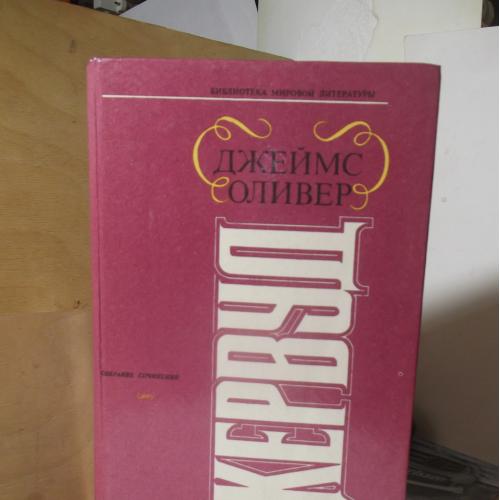 БИБЛИОТЕКА МИРОВОЙ ЛИТЕРАТУРЫ
ДЖЕЙМС
ОЛИВЕР
КЕРВУД
СОБРАНИЕ СОЧИНЕНИЙ